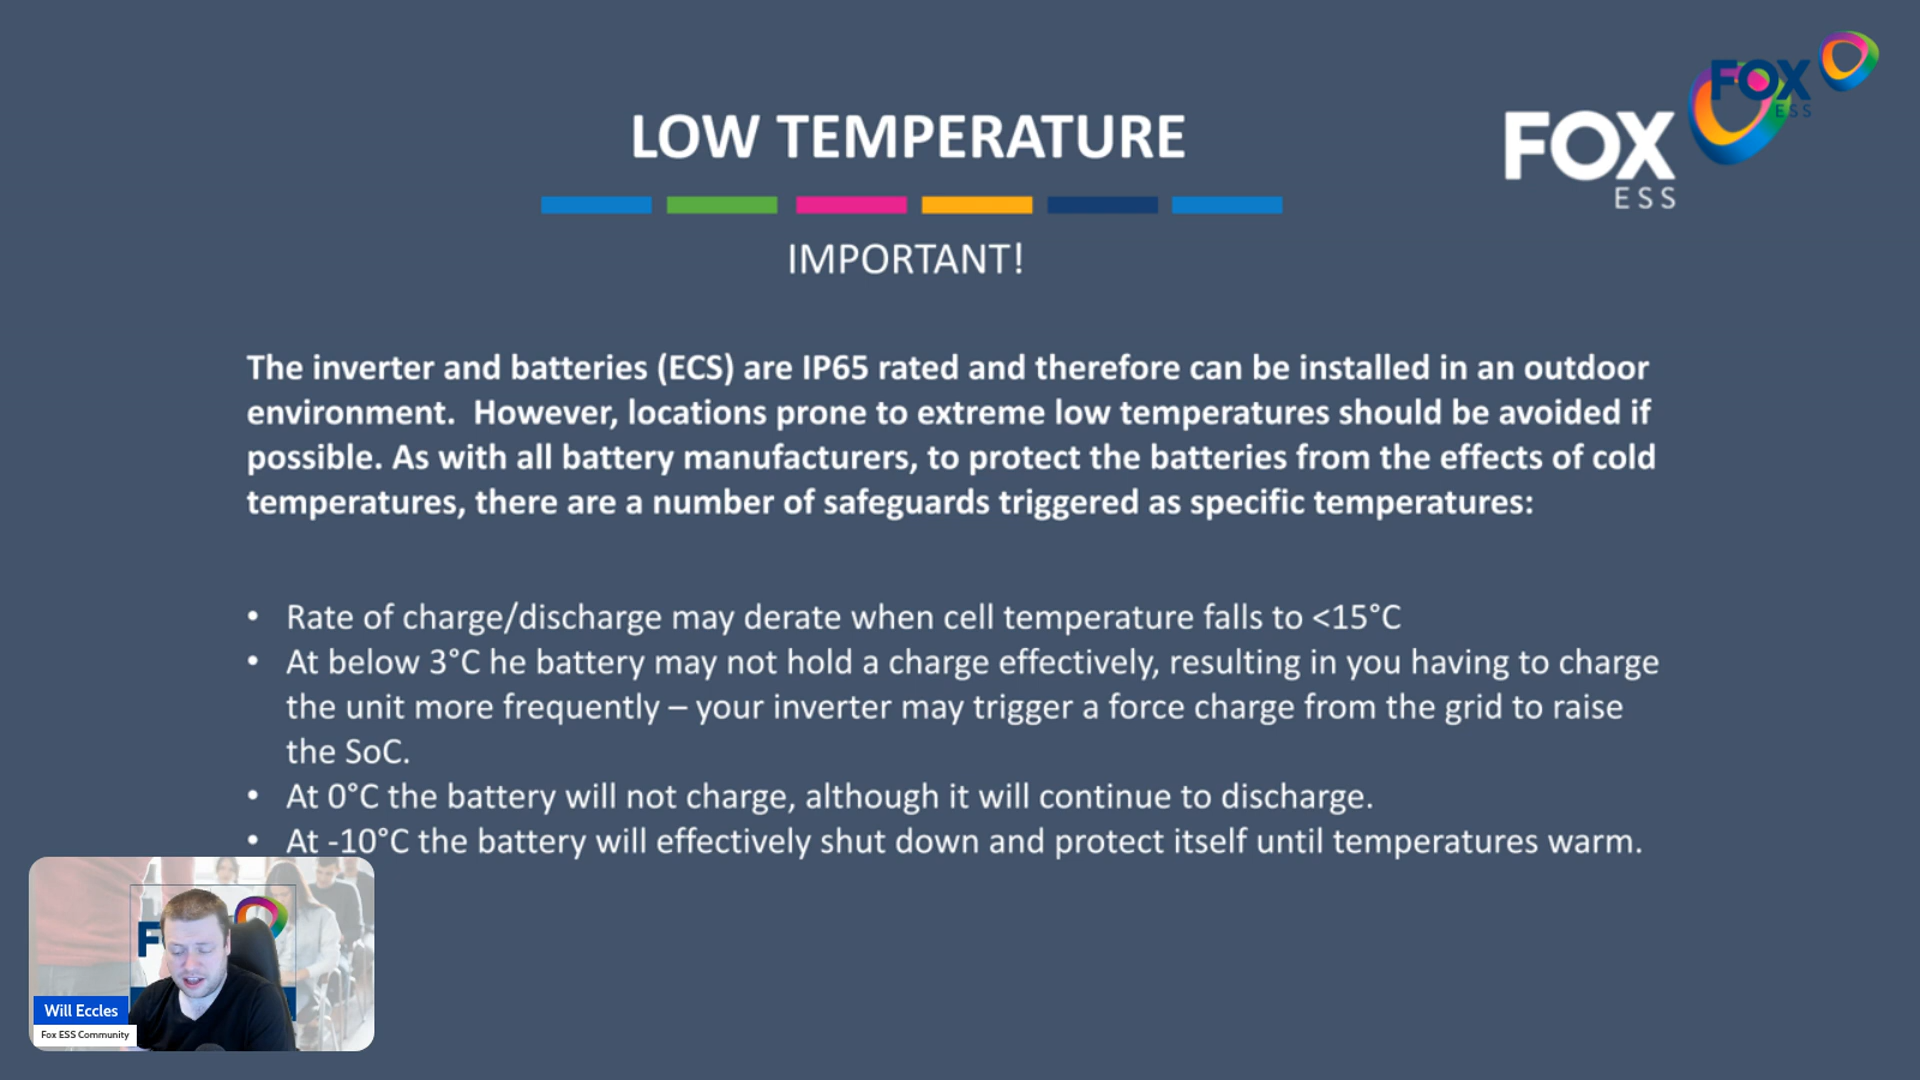 LOW TEMPERATURE
FOX
ESS
FOX
ESS
IMPORTANT!
The inverter and batteries (ECS) are IP65 rated and therefore can be installed in an outdoor
environment.  However, locations prone to extreme low temperatures should be avoided if
possible. As with all battery manufacturers, to protect the batteries from the effects of cold
temperatures, there are a number of safeguards triggered as specific temperatures:
• Rate of charge/discharge may derate when cell temperature falls to <15°C
• At below 3°C he battery may not hold a charge effectively, resulting in you having to charge
the unit more frequently – your inverter may trigger a force charge from the grid to raise
the SoC.
• At 0°C the battery will not charge, although it will continue to discharge.
• At -10°C the battery will effectively shut down and protect itself until temperatures warm.
F
Will Eccles
Fox ESS Community